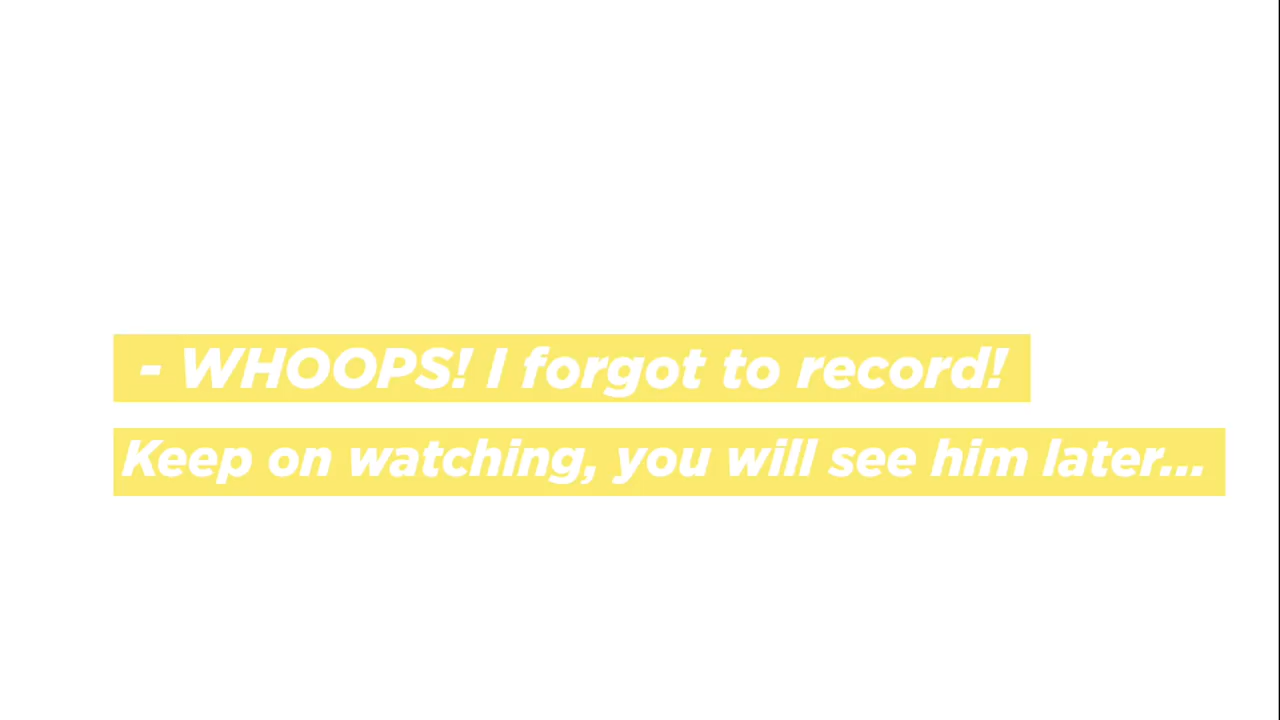 - WHOOPS! I forgot to record!
Keep on watching, you will see him later...